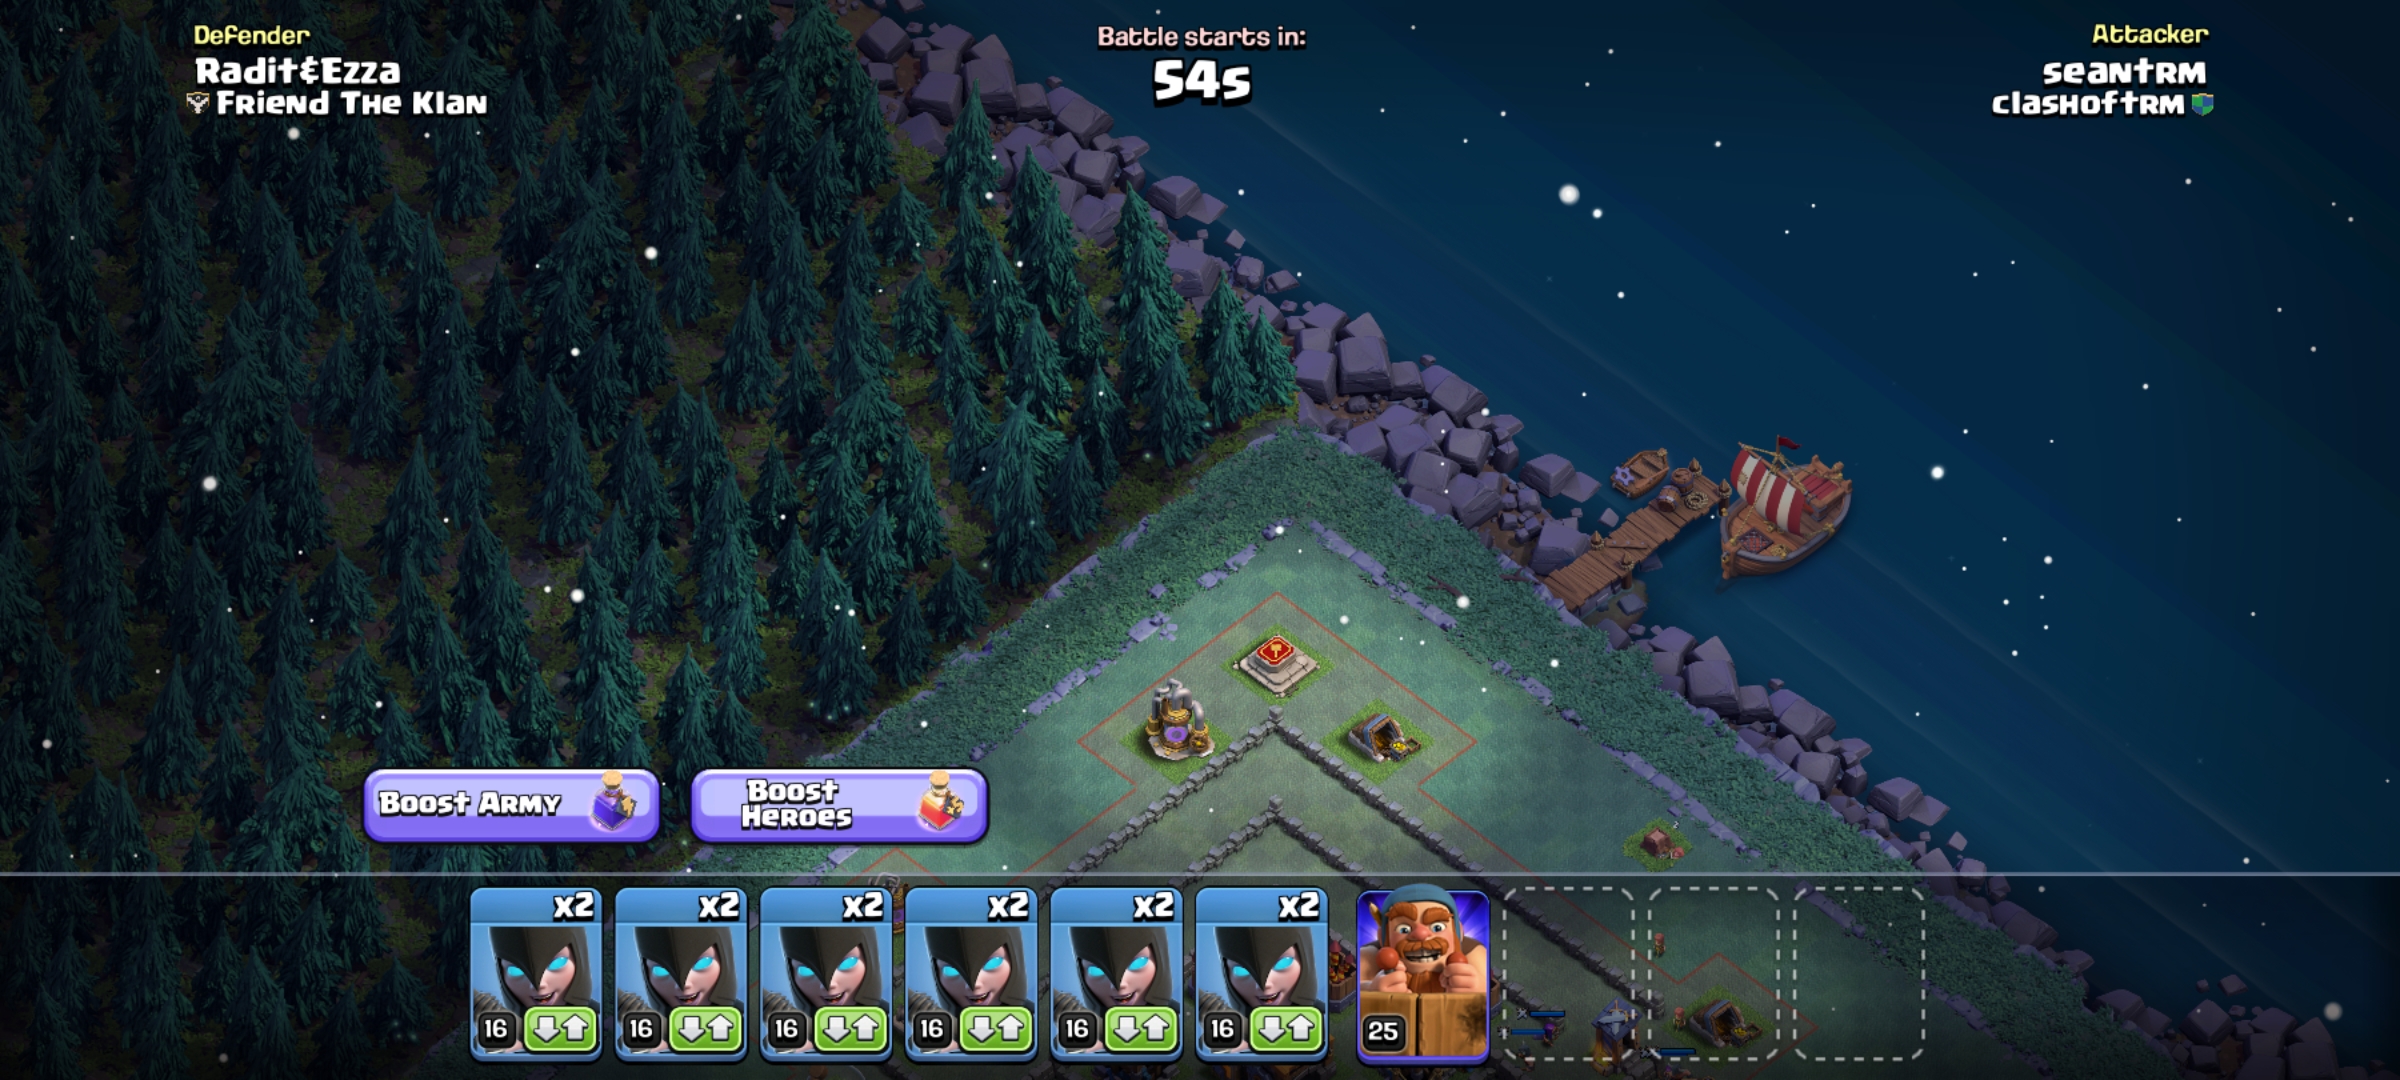 Defender
Radit&Ezza
Friend The Klan
Battle starts in:
54s
Attacker
seantRM
clashoftRM
Boost Army
Boost
Heroes
x2
x2
x2
x2
x2
x2
16
16
16
16
16
16
25